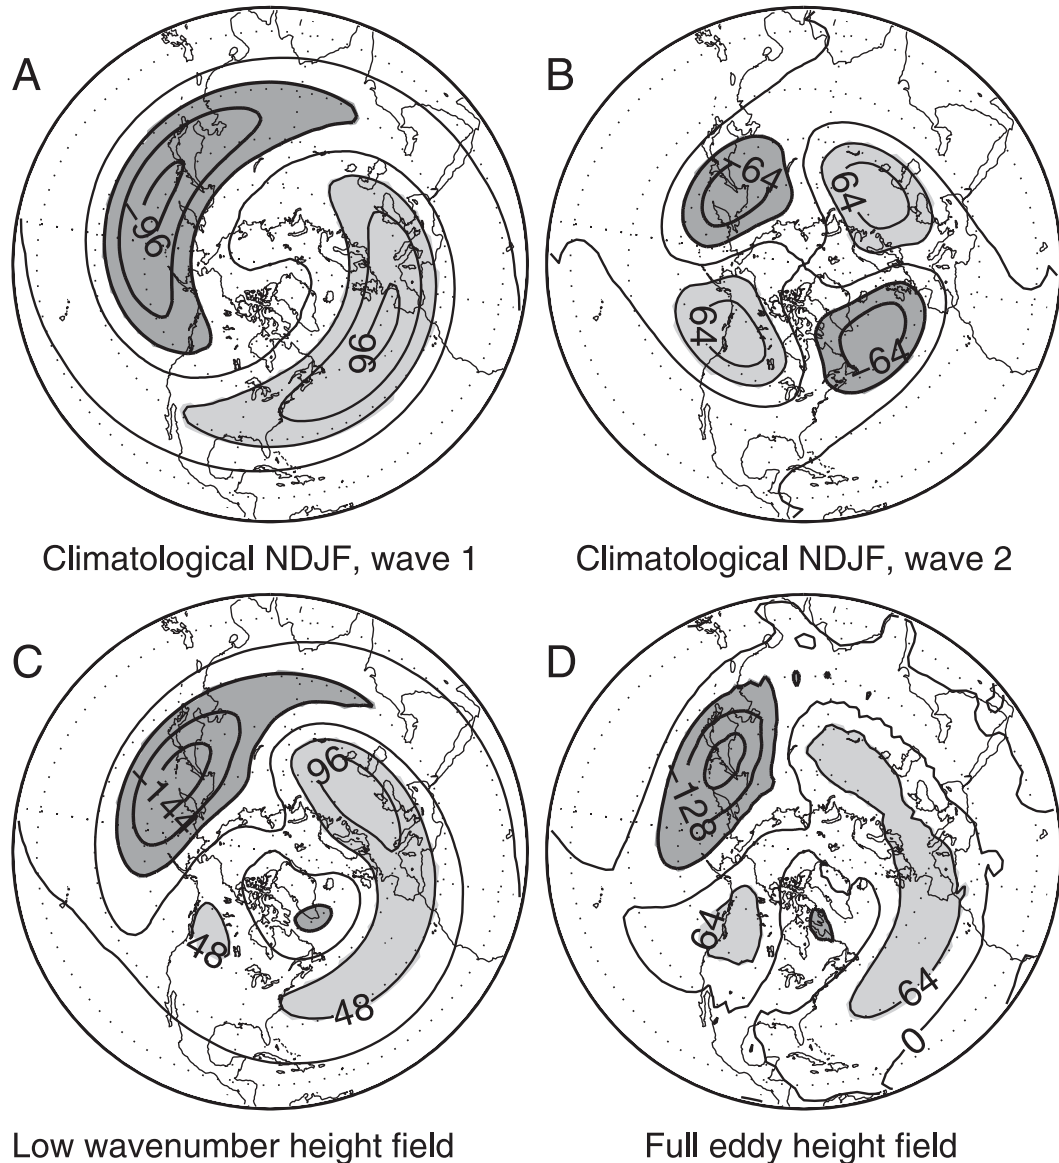 A
B
-96
96
-64
64
64
-64
Climatological NDJF, wave 1
Climatological NDJF, wave 2
C
D
-144
96
48
48
-128
64
64
0
Low wavenumber height field
Full eddy height field